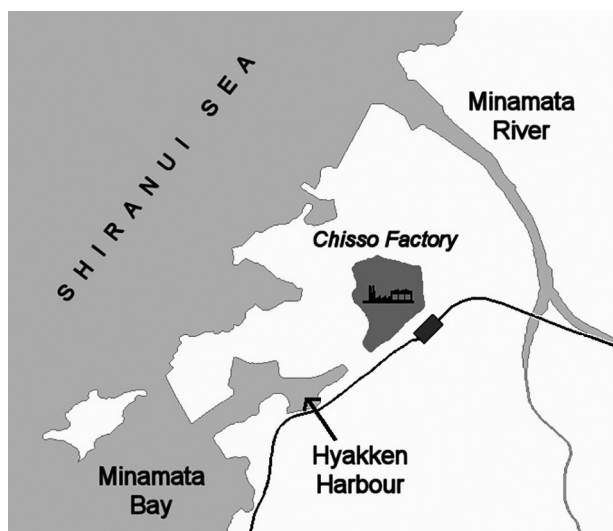 Minamata
River
SHIRANUI SEA
Chisso Factory
Hyakken
Harbour
Minamata
Bay